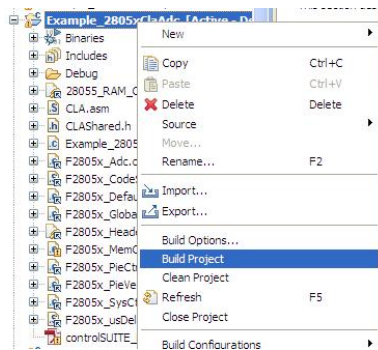 Example_2805xClaAdc [Active - De
Binaries
Includes
Debug
28055_RAM_C
CLA.asm
CLAShared.h
Example_2805
F2805x_Adc.c
F2805x_CodeS
F2805x_Defau
F2805x_Globa
F2805x_Heade
F2805x_MemC
F2805x_PieCt
F2805x_PieVe
F2805x_SysCt
F2805x_usDel
controlSUITE_
New
Copy Ctrl+C
Paste Ctrl+V
Delete Delete
Source
Move...
Rename... F2
Import...
Export...
Build Options...
Build Project
Clean Project
Refresh F5
Close Project
Build Configurations